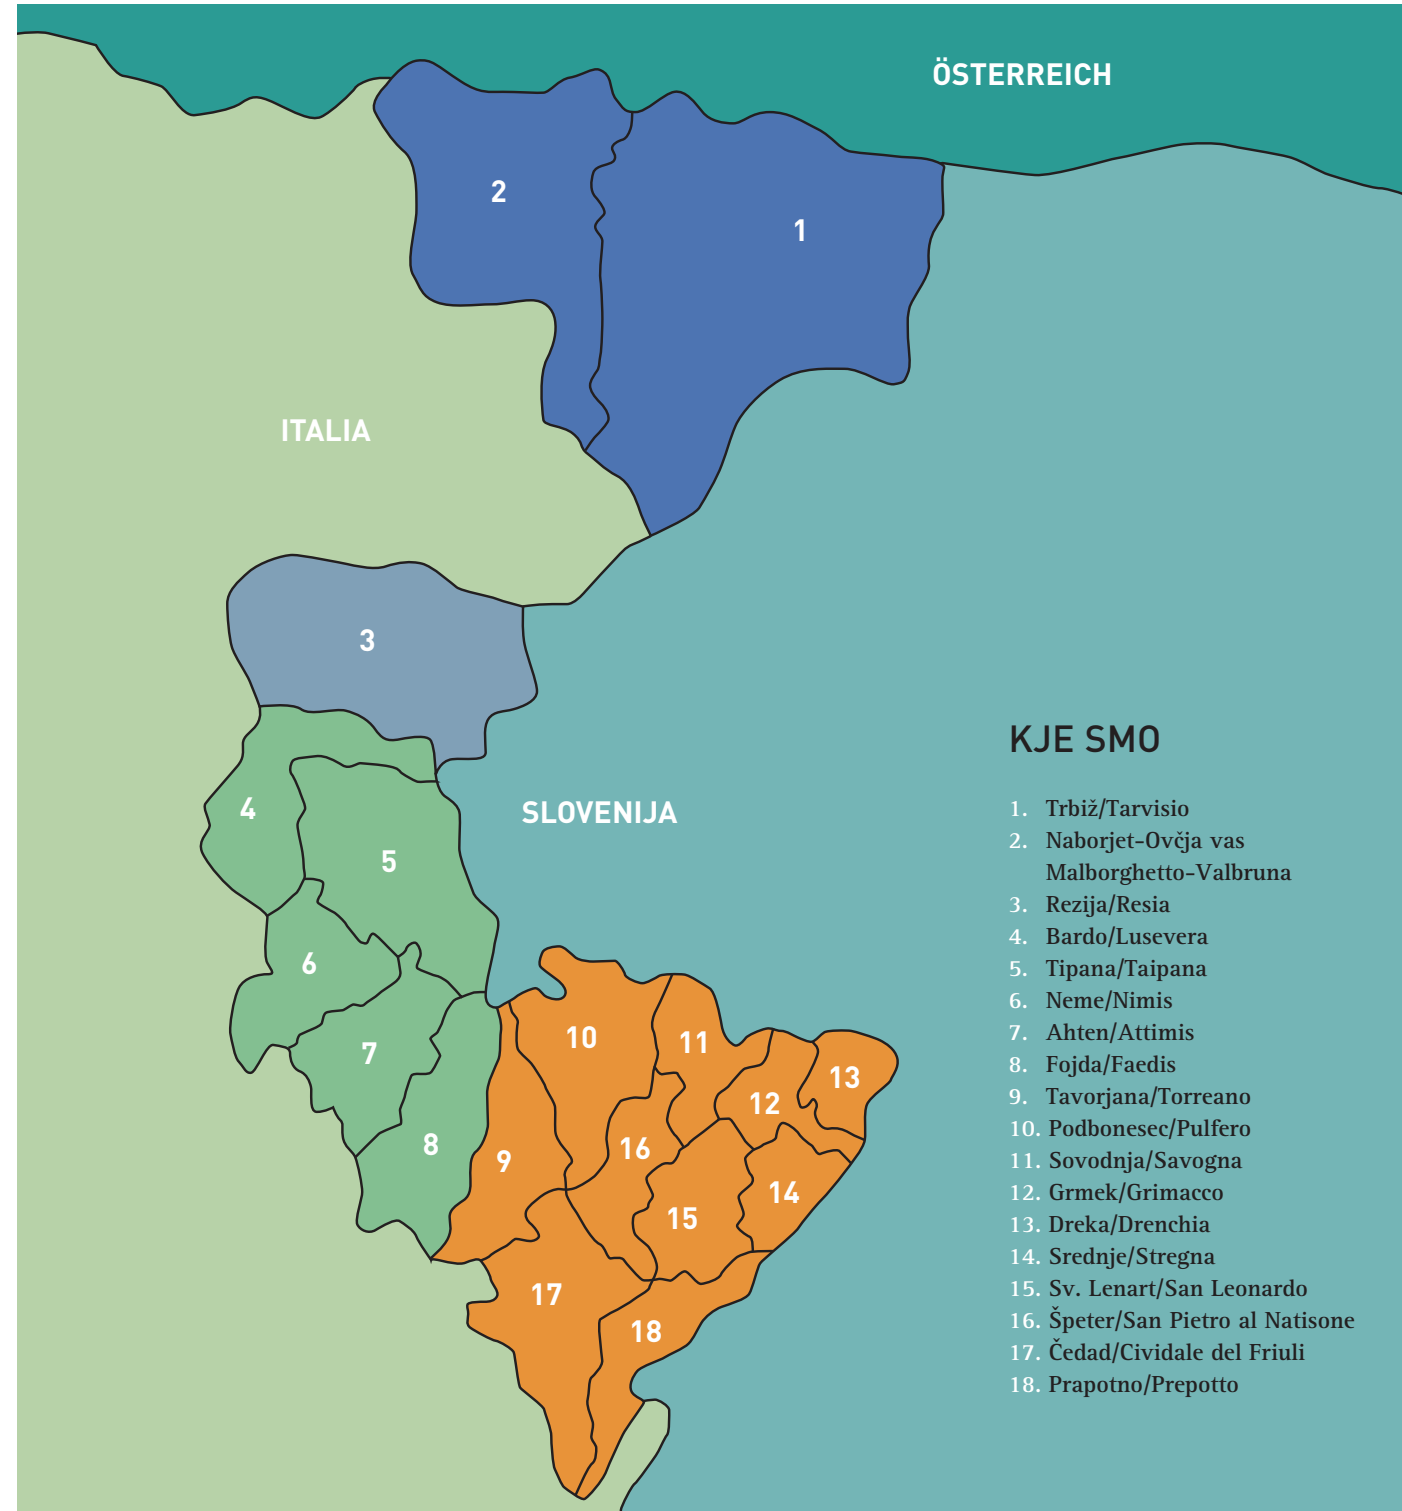 ÖSTERREICH
2
1
ITALIA
3
KJE SMO
4
SLOVENIJA
5
6
10
11
7
13
12
8
16
9
14
15
17
18
1. Trbiž/Tarvisio
2. Naborjet-Ovčja vas
Malborghetto-Valbruna
3. Rezija/Resia
4. Bardo/Lusevera
5. Tipana/Taipana
6. Neme/Nimis
7. Ahten/Attimis
8. Fojda/Faedis
9. Tavorjana/Torreano
10. Podbonesec/Pulfero
11. Sovodnja/Savogna
12. Grmek/Grimacco
13. Dreka/Drenchia
14. Srednje/Stregna
15. Sv. Lenart/San Leonardo
16. Špeter/San Pietro al Natisone
17. Čedad/Cividale del Friuli
18. Prapotno/Prepotto